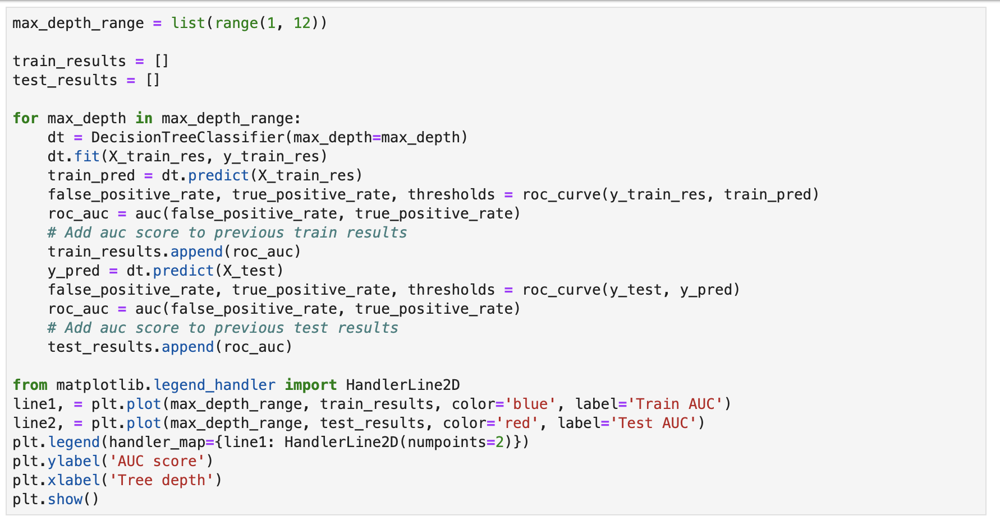 max_depth_range = list(range(1, 12))
train_results = []
test_results = []
for max_depth in max_depth_range:
    dt = DecisionTreeClassifier(max_depth=max_depth)
    dt.fit(X_train_res, y_train_res)
    train_pred = dt.predict(X_train_res)
    false_positive_rate, true_positive_rate, thresholds = roc_curve(y_train_res, train_pred)
    roc_auc = auc(false_positive_rate, true_positive_rate)
    # Add auc score to previous train results
    train_results.append(roc_auc)
    y_pred = dt.predict(X_test)
    false_positive_rate, true_positive_rate, thresholds = roc_curve(y_test, y_pred)
    roc_auc = auc(false_positive_rate, true_positive_rate)
    # Add auc score to previous test results
    test_results.append(roc_auc)
from matplotlib.legend_handler import HandlerLine2D
line1, = plt.plot(max_depth_range, train_results, color='blue', label='Train AUC')
line2, = plt.plot(max_depth_range, test_results, color='red', label='Test AUC')
plt.legend(handler_map={line1: HandlerLine2D(numpoints=2)})
plt.ylabel('AUC score')
plt.xlabel('Tree depth')
plt.show()